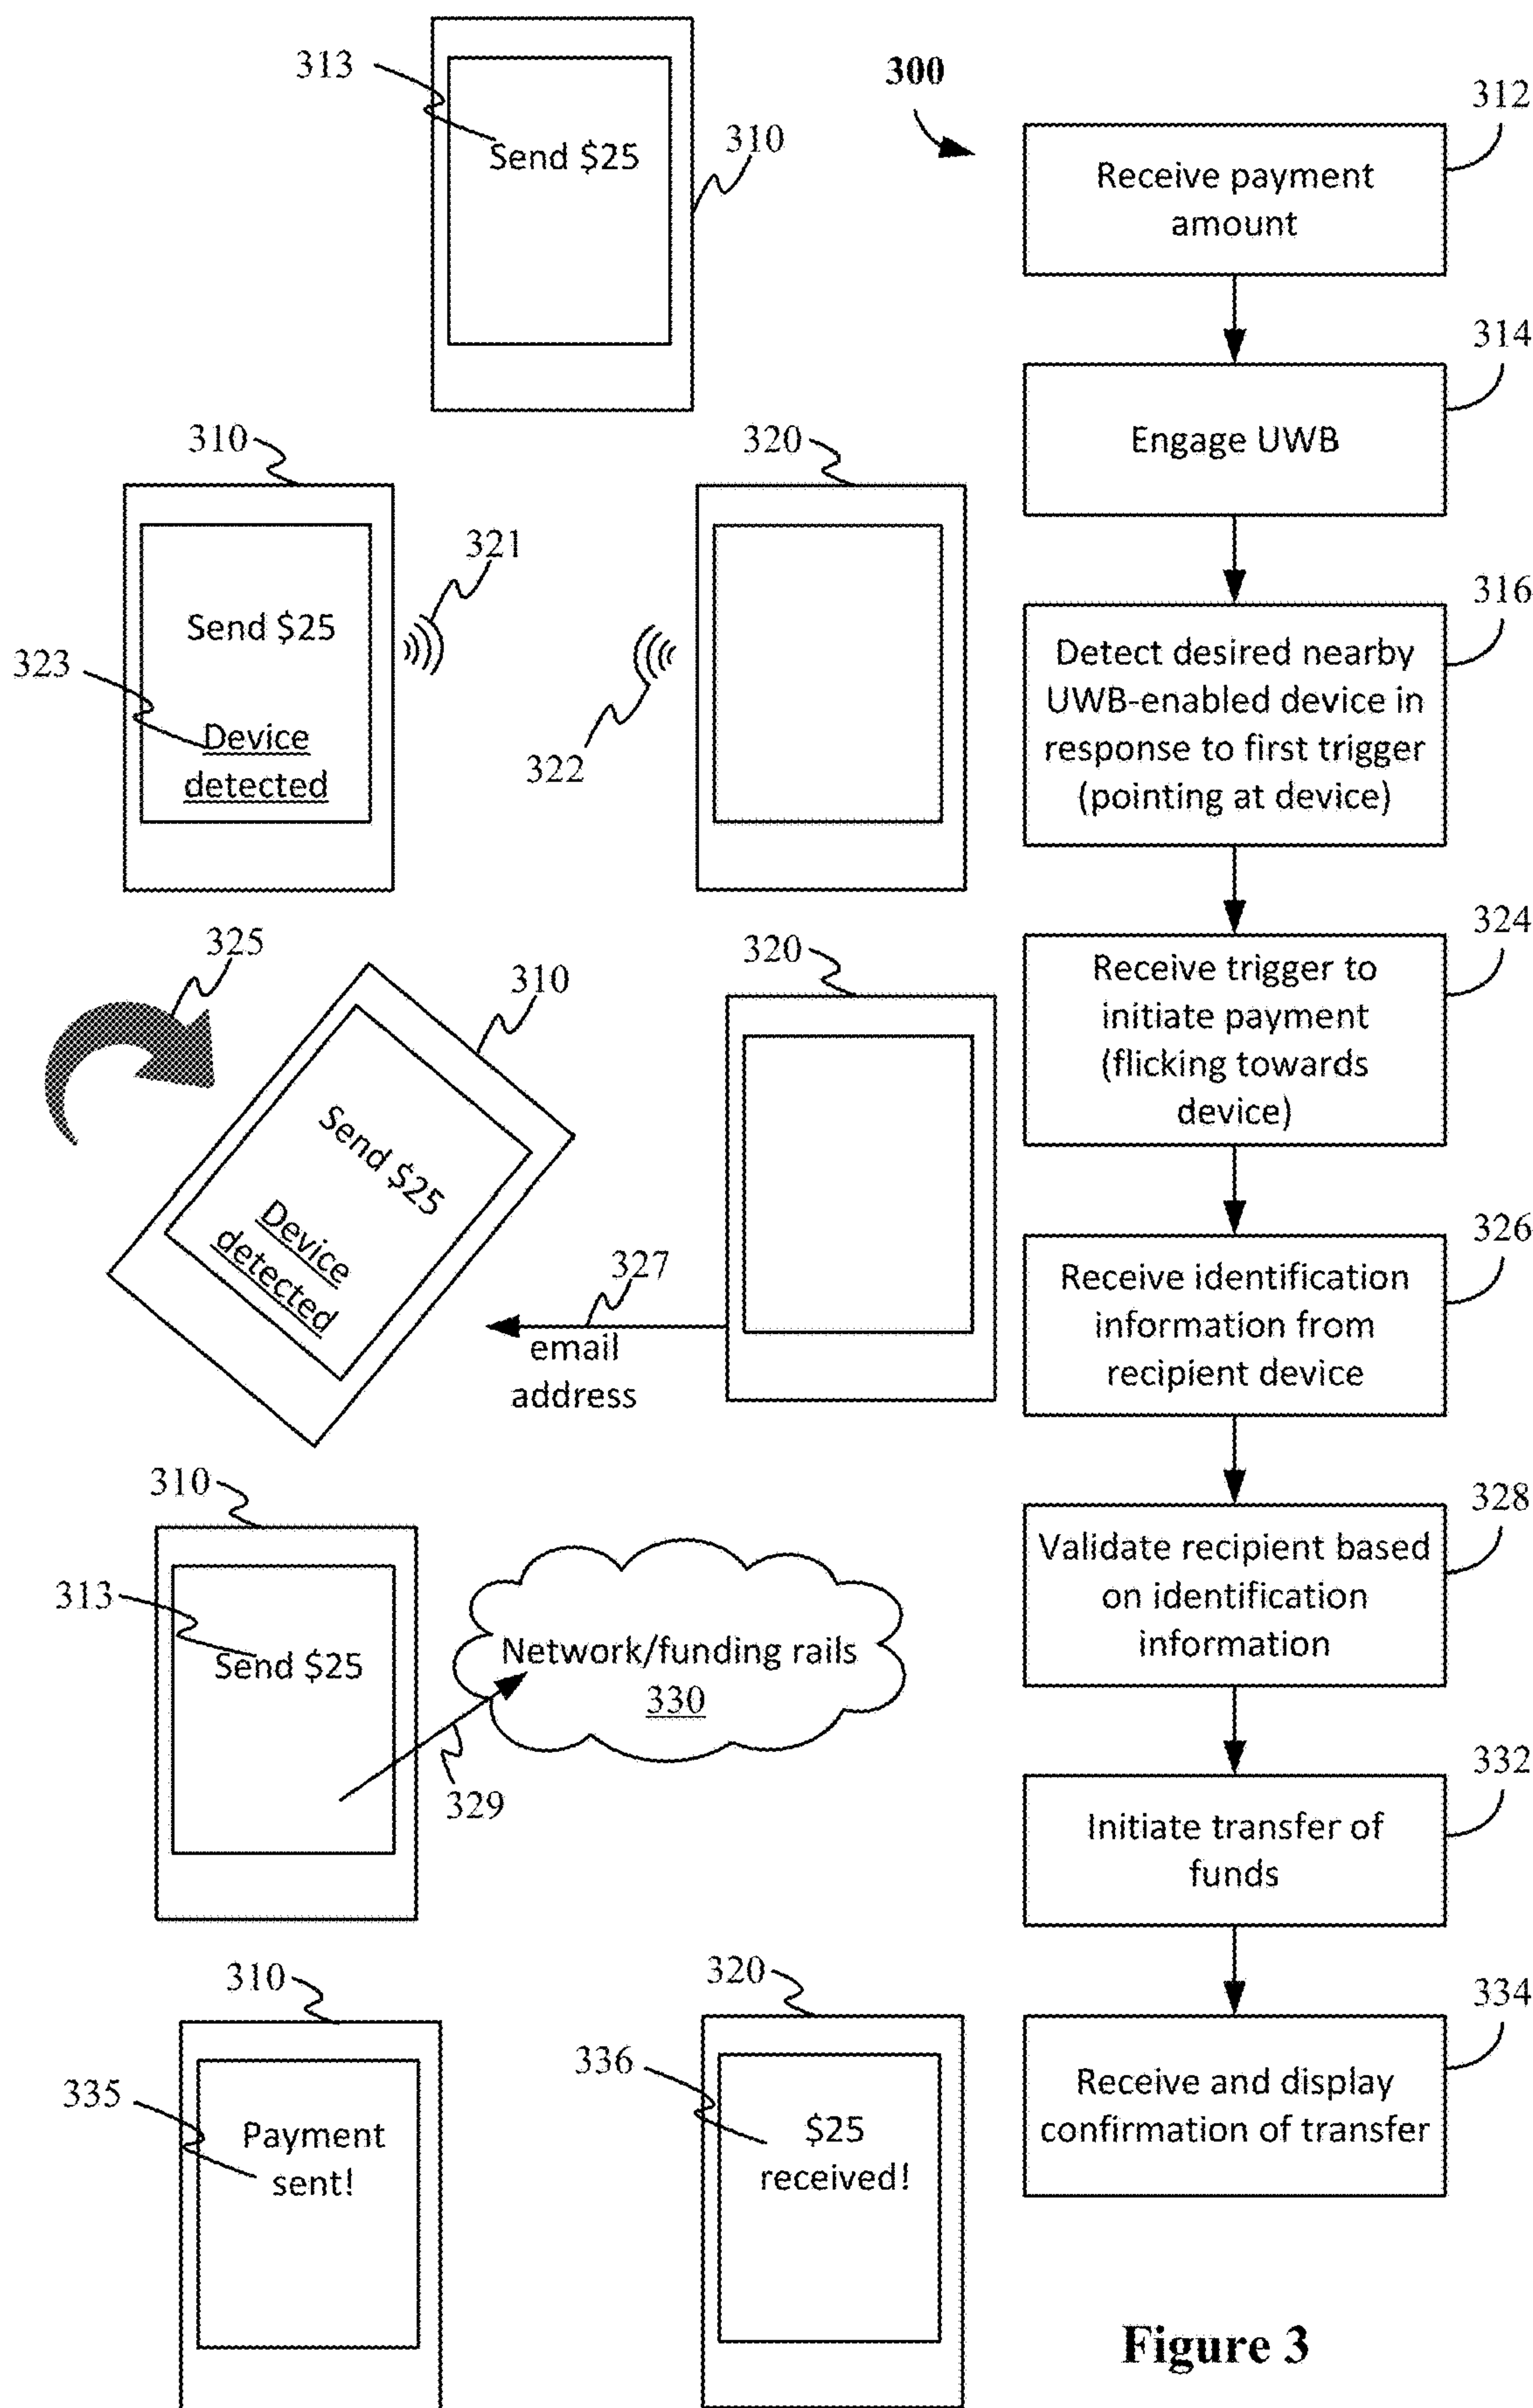 313
Send $25
310
300
312
Receive payment
amount
314
Engage UWB
310
320
321
Send $25
323
Device
detected
322
316
Detect desired nearby
UWB-enabled device in
response to first trigger
(pointing at device)
325
310
320
Send $25
Device
detected
324
Receive trigger to
initiate payment
(flicking towards
device)
327
email
address
326
Receive identification
information from
recipient device
310
313
Send $25
Network/funding rails
330
329
328
Validate recipient based
on identification
information
332
Initiate transfer of
funds
310
320
335
Payment
sent!
336
$25
received!
334
Receive and display
confirmation of transfer
Figure 3